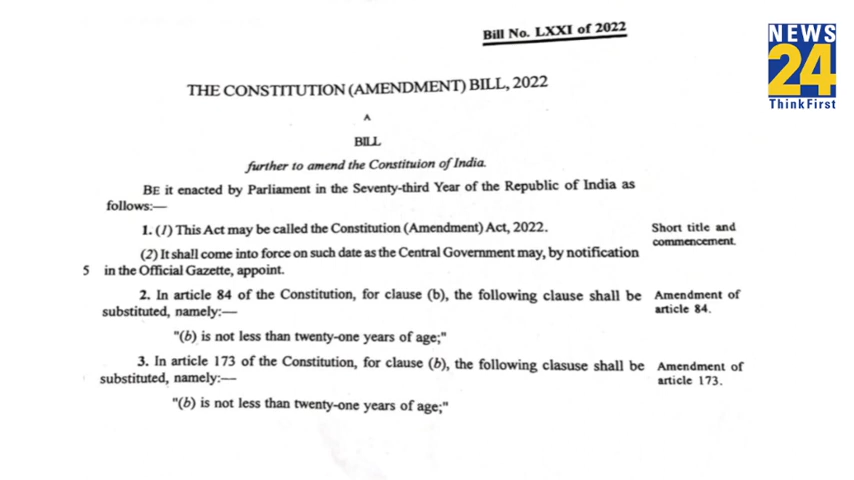 Bill No. LXXI of 2022
NEWS
24
Think First
THE CONSTITUTION (AMENDMENT) BILL, 2022
A
BILL
further to amend the Constituion of India.
BE it enacted by Parliament in the Seventy-third Year of the Republic of India as
follows:—
1. (1) This Act may be called the Constitution (Amendment) Act, 2022.
Short title and
commencement.
(2) It shall come into force on such date as the Central Government may, by notification
5 in the Official Gazette, appoint.
2. In article 84 of the Constitution, for clause (b), the following clause shall be
substituted, namely:—
Amendment of
article 84.
"(b) is not less than twenty-one years of age;"
3. In article 173 of the Constitution, for clause (b), the following clasuse shall be
substituted, namely:—
Amendment of
article 173.
"(b) is not less than twenty-one years of age;"